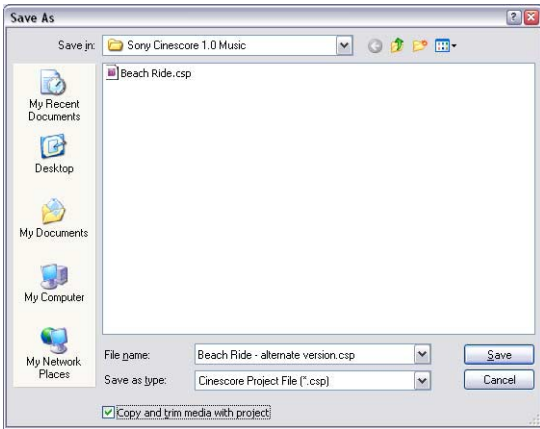 Save As
Save in:
Sony Cinescore 1.0 Music
My Recent
Documents
Desktop
My Documents
My Computer
My Network
Places
Beach Ride.csp
File name:
Beach Ride - alternate version.csp
Save
Save as type:
Cinescore Project File (*.csp)
Cancel
Copy and trim media with project